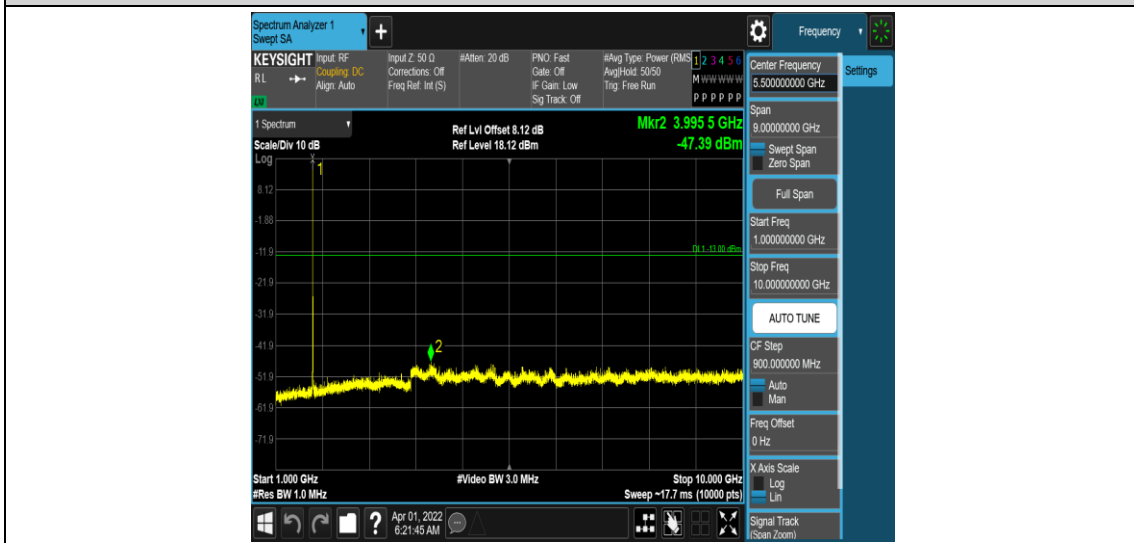 Spectrum Analyzer 1
Swept SA
+
Frequency
KEYSIGHT
RL
LXI
Input: RF
Coupling: DC
Align: Auto
Input Z: 50 Ω
Corrections: Off
Freq Ref: Int (S)
#Atten: 20 dB
PNO: Fast
Gate: Off
IF Gain: Low
Sig Track: Off
#Avg Type: Power (RMS
Avg|Hold: 50/50
Trig: Free Run
1 2 3 4 5 6
M W W W W W
P P P P P P
1 Spectrum
Scale/Div 10 dB
Ref Lvl Offset 8.12 dB
Ref Level 18.12 dBm
Mkr2 3.995 5 GHz
-47.39 dBm
Log
8.12
-1.88
-11.9
-21.9
-31.9
-41.9
-51.9
-61.9
-71.9
1
2
DL1 -13.00 dBm
Start 1.000 GHz
#Res BW 1.0 MHz
#Video BW 3.0 MHz
Stop 10.000 GHz
Sweep ~17.7 ms (10000 pts)
?
Apr 01, 2022
6:21:45 AM
Center Frequency
5.500000000 GHz
Settings
Span
9.00000000 GHz
Swept Span
Zero Span
Full Span
Start Freq
1.000000000 GHz
Stop Freq
10.000000000 GHz
AUTO TUNE
CF Step
900.000000 MHz
Auto
Man
Freq Offset
0 Hz
X Axis Scale
Log
Lin
Signal Track
(Span Zoom)